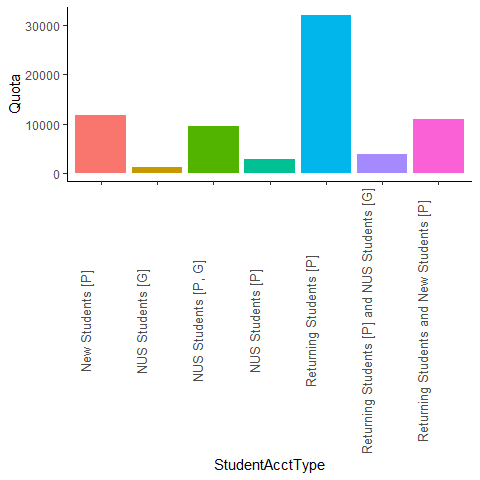 30000
20000
10000
0
Quota
New Students [P]
NUS Students [G]
NUS Students [P, G]
NUS Students [P]
Returning Students [P]
Returning Students [P] and NUS Students [G]
Returning Students and New Students [P]
StudentAcctType